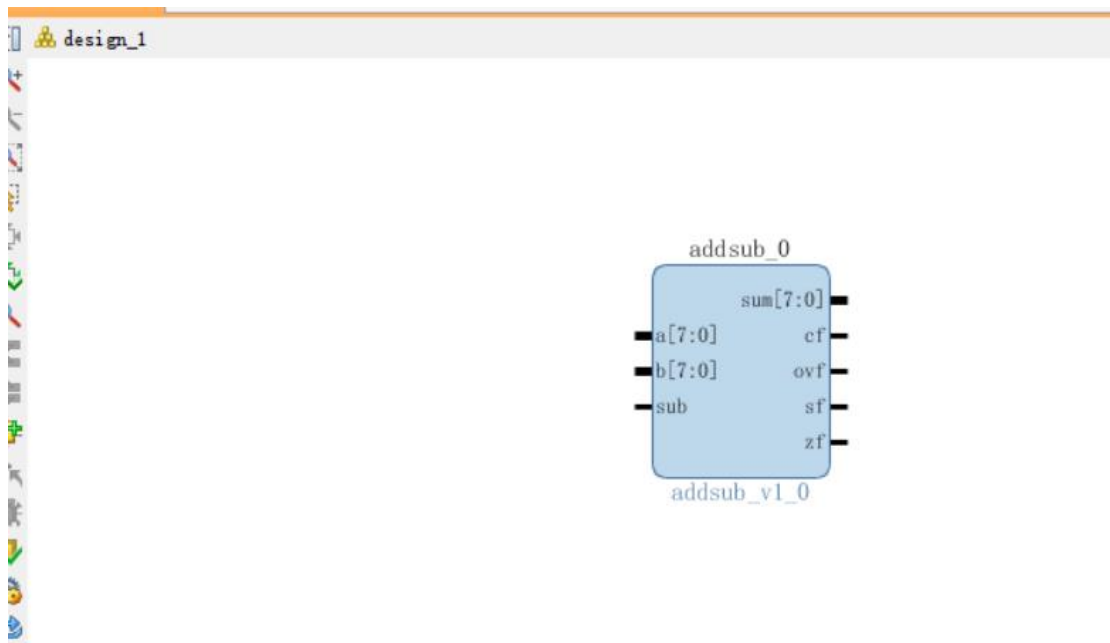 design_1
addsub_0
sum[7:0]
a[7:0] cf
b[7:0] ovf
sub sf
zf
addsub_v1_0